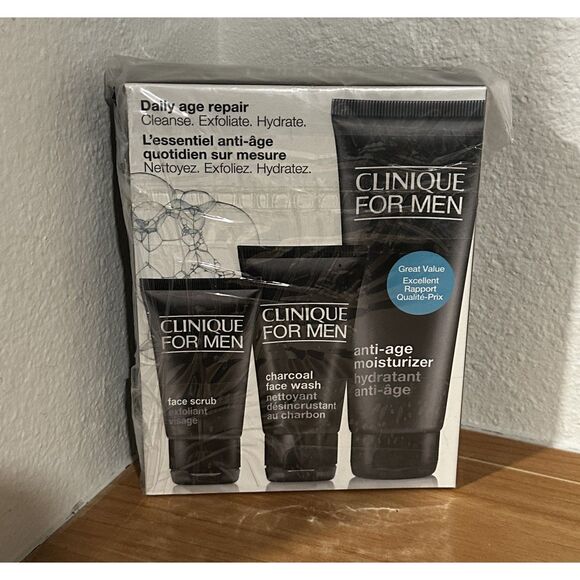 Daily age repair
Cleanse. Exfoliate. Hydrate.
L'essentiel anti-âge
quotidien sur mesure
Nettoyez. Exfoliez. Hydratez.
CLINIQUE
FOR MEN
Great Value
Excellent
Rapport
Qualité-Prix
anti-age
moisturizer
hydratant
anti-âge
CLINIQUE
FOR MEN
charcoal
face wash
nettoyant
désincrustant
au charbon
CLINIQUE
FOR MEN
face scrub
exfoliant
visage